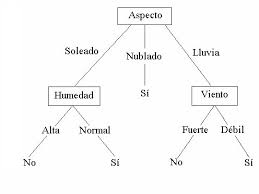 Aspecto
Soleado Nublado Lluvia
Humedad Sí Viento
Alta Normal Fuerte Débil
No Sí No Sí